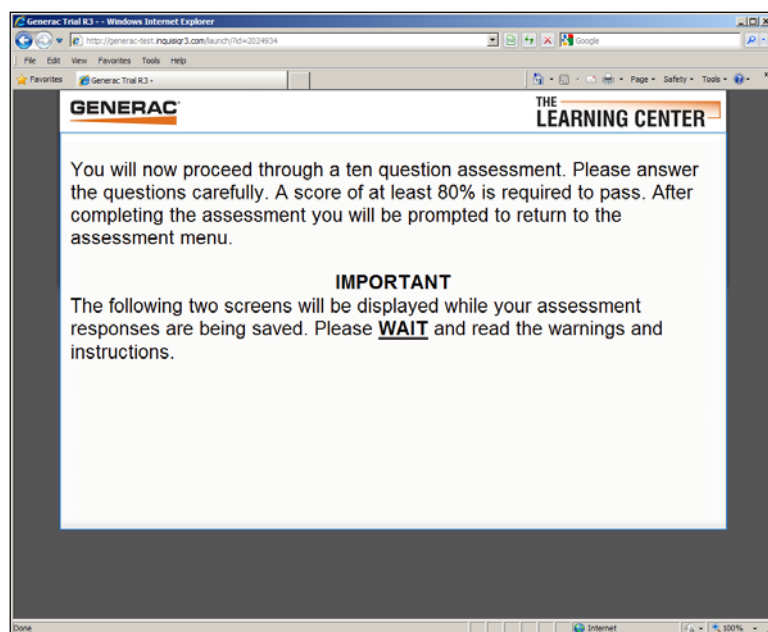 Generac Trial R3 - - Windows Internet Explorer
http://generac-test.inquisiqr3.com/launch/?id=2024934
Google
File Edit View Favorites Tools Help
Favorites
Generac Trial R3 -
Page Safety Tools
GENERAC
THE
LEARNING CENTER
You will now proceed through a ten question assessment. Please answer
the questions carefully. A score of at least 80% is required to pass. After
completing the assessment you will be prompted to return to the
assessment menu.
IMPORTANT
The following two screens will be displayed while your assessment
responses are being saved. Please WAIT and read the warnings and
instructions.
Done
Internet
100%